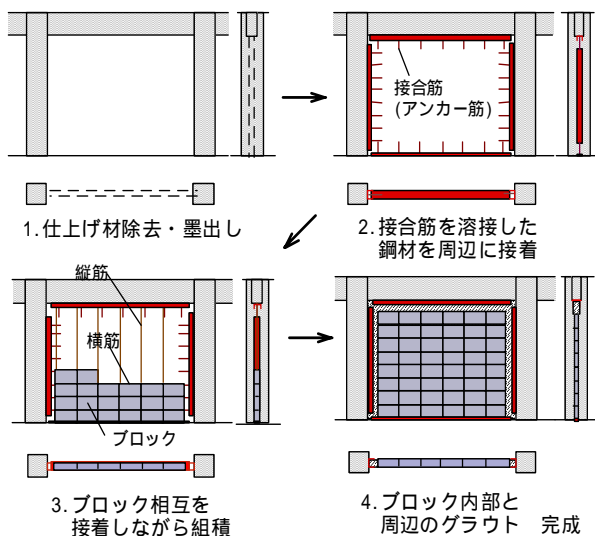 接合筋
(アンカー筋)
1.仕上げ材除去・墨出し
2.接合筋を溶接した
鋼材を周辺に接着
縦筋
横筋
ブロック
3.ブロック相互を
接着しながら組積
4.ブロック内部と
周辺のグラウト　完成